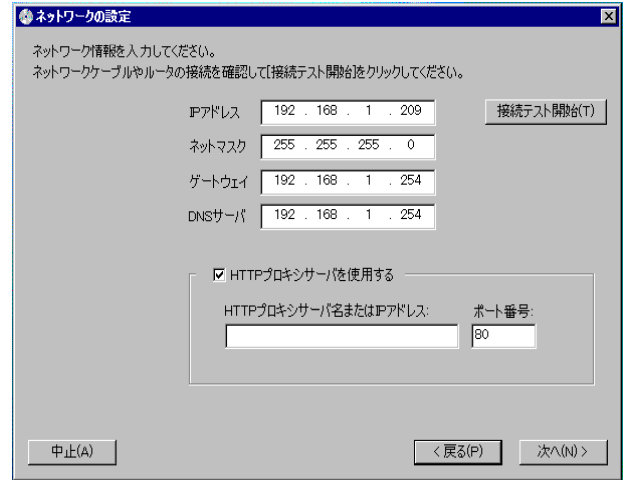 ネットワークの設定
ネットワーク情報を入力してください。
ネットワークケーブルやルータの接続を確認して[接続テスト開始]をクリックしてください。
IPアドレス 192 . 168 . 1 . 209 接続テスト開始(T)
ネットマスク 255 . 255 . 255 . 0
ゲートウェイ 192 . 168 . 1 . 254
DNSサーバ 192 . 168 . 1 . 254
HTTPプロキシサーバを使用する
HTTPプロキシサーバ名またはIPアドレス: ポート番号:
80
中止(A) < 戻る(P) 次へ(N) >